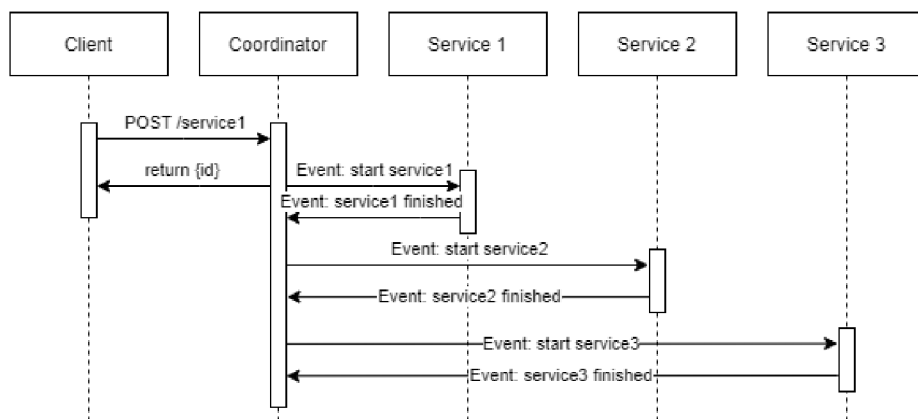 Client
Coordinator
Service 1
Service 2
Service 3
POST /service1
return {id}
Event: start service1
Event: service1 finished
Event: start service2
Event: service2 finished
Event: start service3
Event: service3 finished